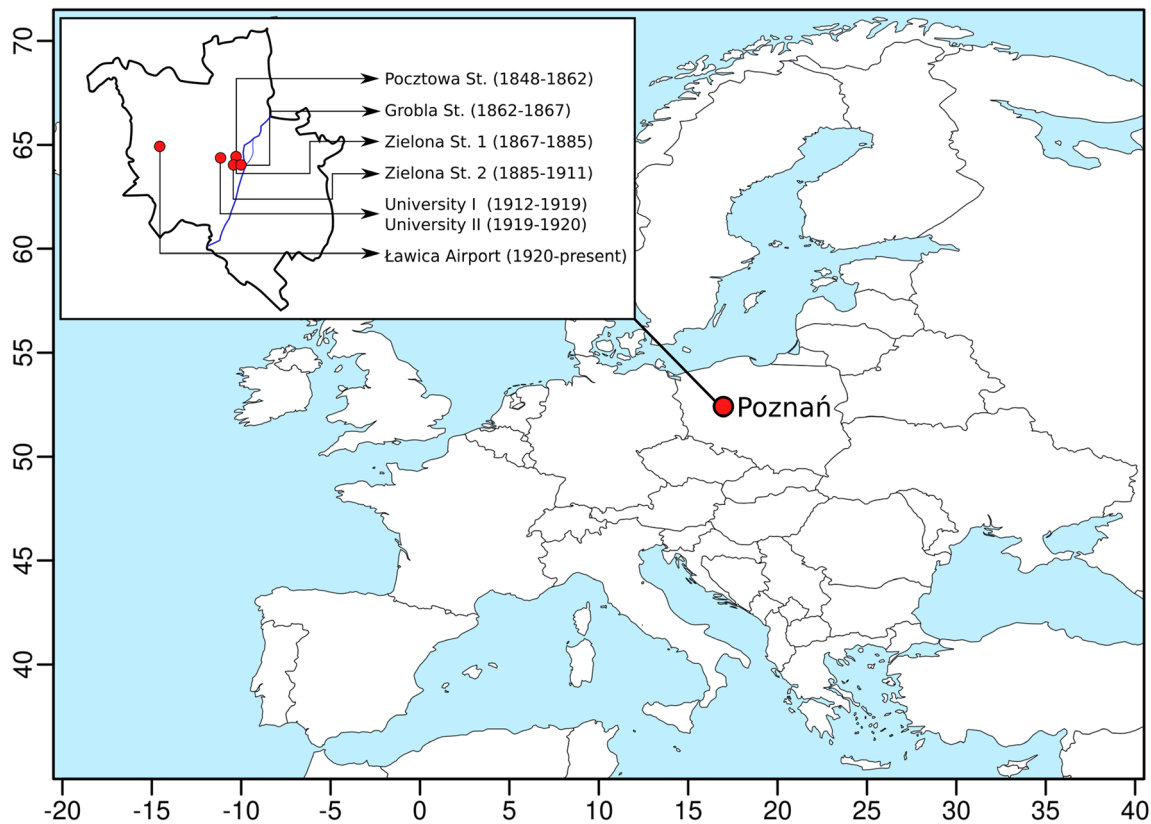 Pocztowa St. (1848-1862)
Grobla St. (1862-1867)
Zielona St. 1 (1867-1885)
Zielona St. 2 (1885-1911)
University I (1912-1919)
University II (1919-1920)
Ławica Airport (1920-present)
Poznań
70
65
60
55
50
45
40
-20 -15 -10 -5 0 5 10 15 20 25 30 35 40